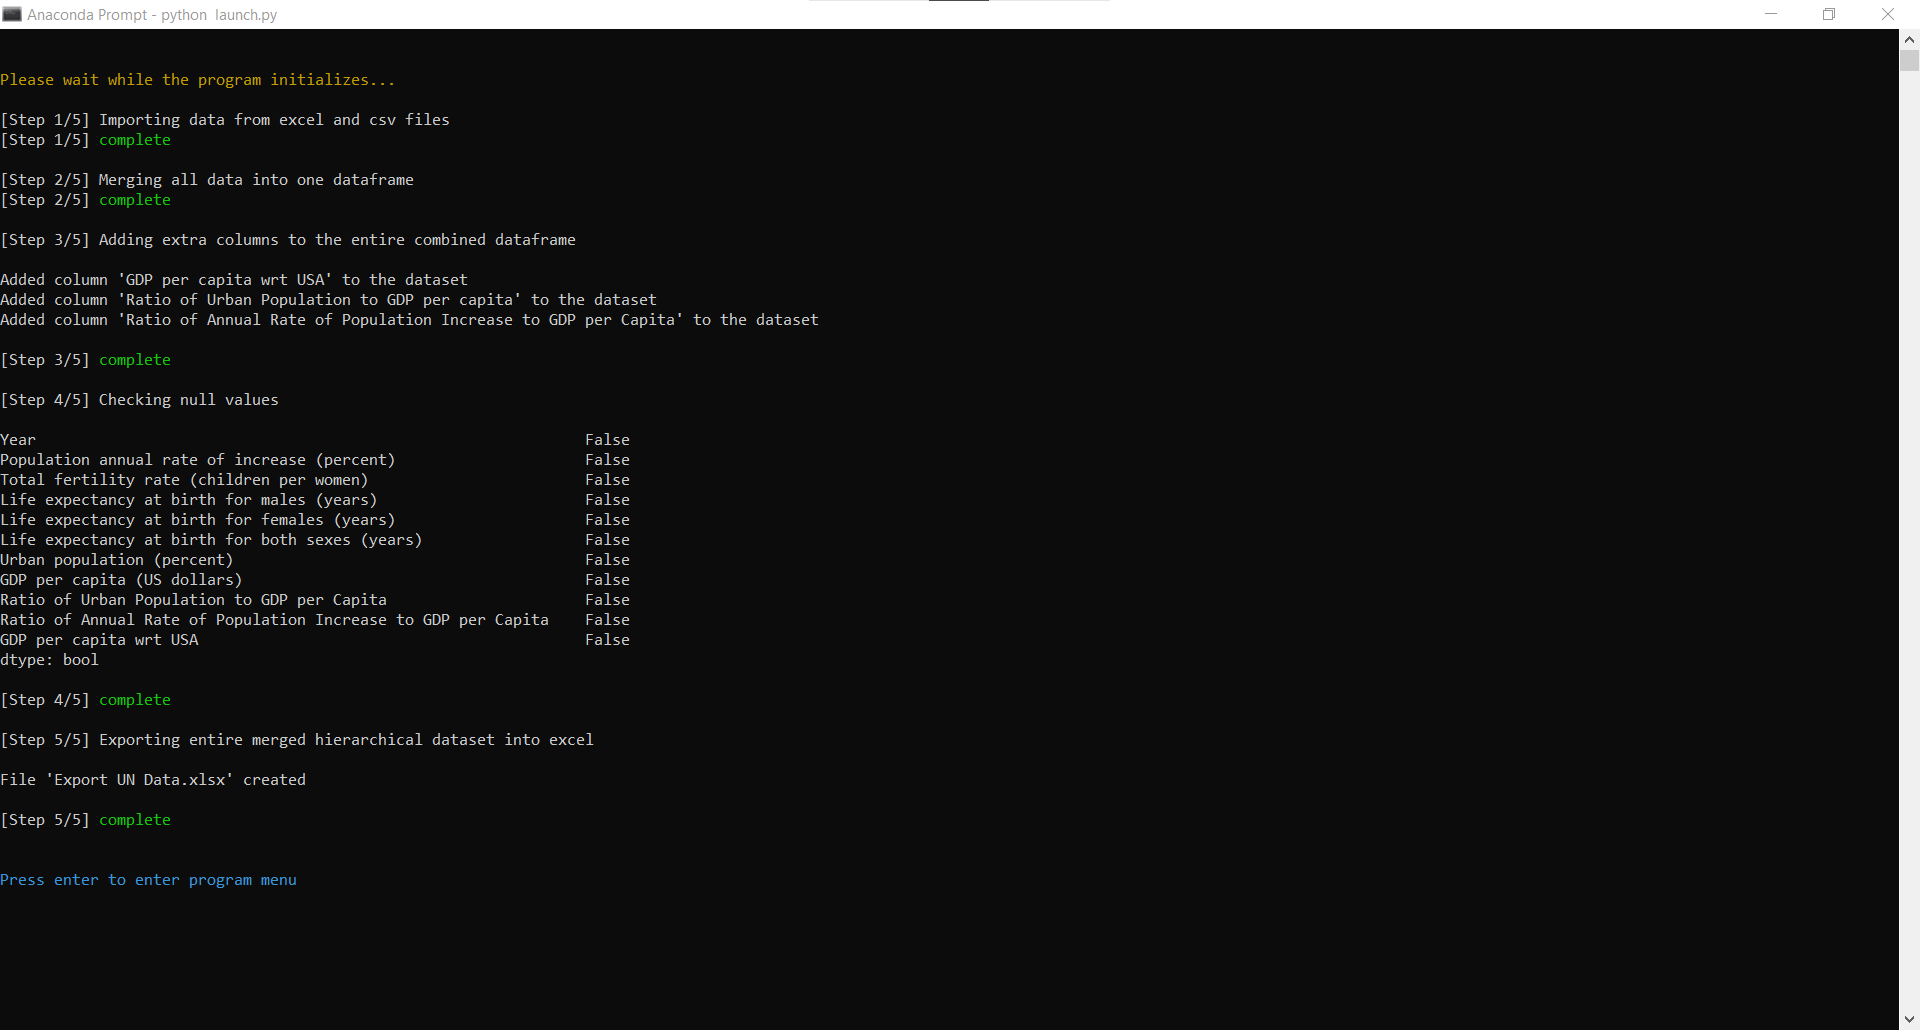 Anaconda Prompt - python  launch.py
Please wait while the program initializes...
[Step 1/5] Importing data from excel and csv files
[Step 1/5] complete
[Step 2/5] Merging all data into one dataframe
[Step 2/5] complete
[Step 3/5] Adding extra columns to the entire combined dataframe
Added column 'GDP per capita wrt USA' to the dataset
Added column 'Ratio of Urban Population to GDP per capita' to the dataset
Added column 'Ratio of Annual Rate of Population Increase to GDP per Capita' to the dataset
[Step 3/5] complete
[Step 4/5] Checking null values
Year False
Population annual rate of increase (percent) False
Total fertility rate (children per women) False
Life expectancy at birth for males (years) False
Life expectancy at birth for females (years) False
Life expectancy at birth for both sexes (years) False
Urban population (percent) False
GDP per capita (US dollars) False
Ratio of Urban Population to GDP per Capita False
Ratio of Annual Rate of Population Increase to GDP per Capita False
GDP per capita wrt USA False
dtype: bool
[Step 4/5] complete
[Step 5/5] Exporting entire merged hierarchical dataset into excel
File 'Export UN Data.xlsx' created
[Step 5/5] complete
Press enter to enter program menu